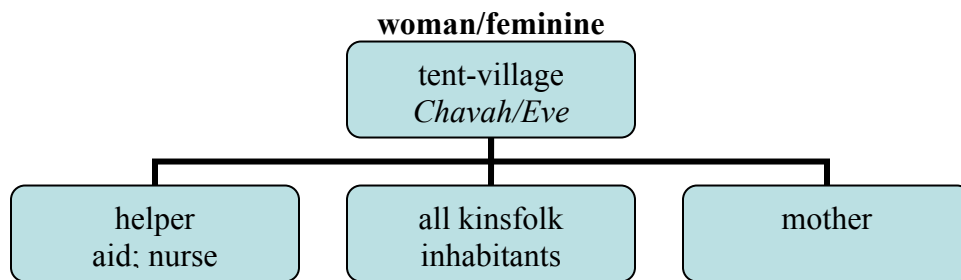 woman/feminine
tent-village
Chavah/Eve
helper
aid; nurse
all kinsfolk
inhabitants
mother